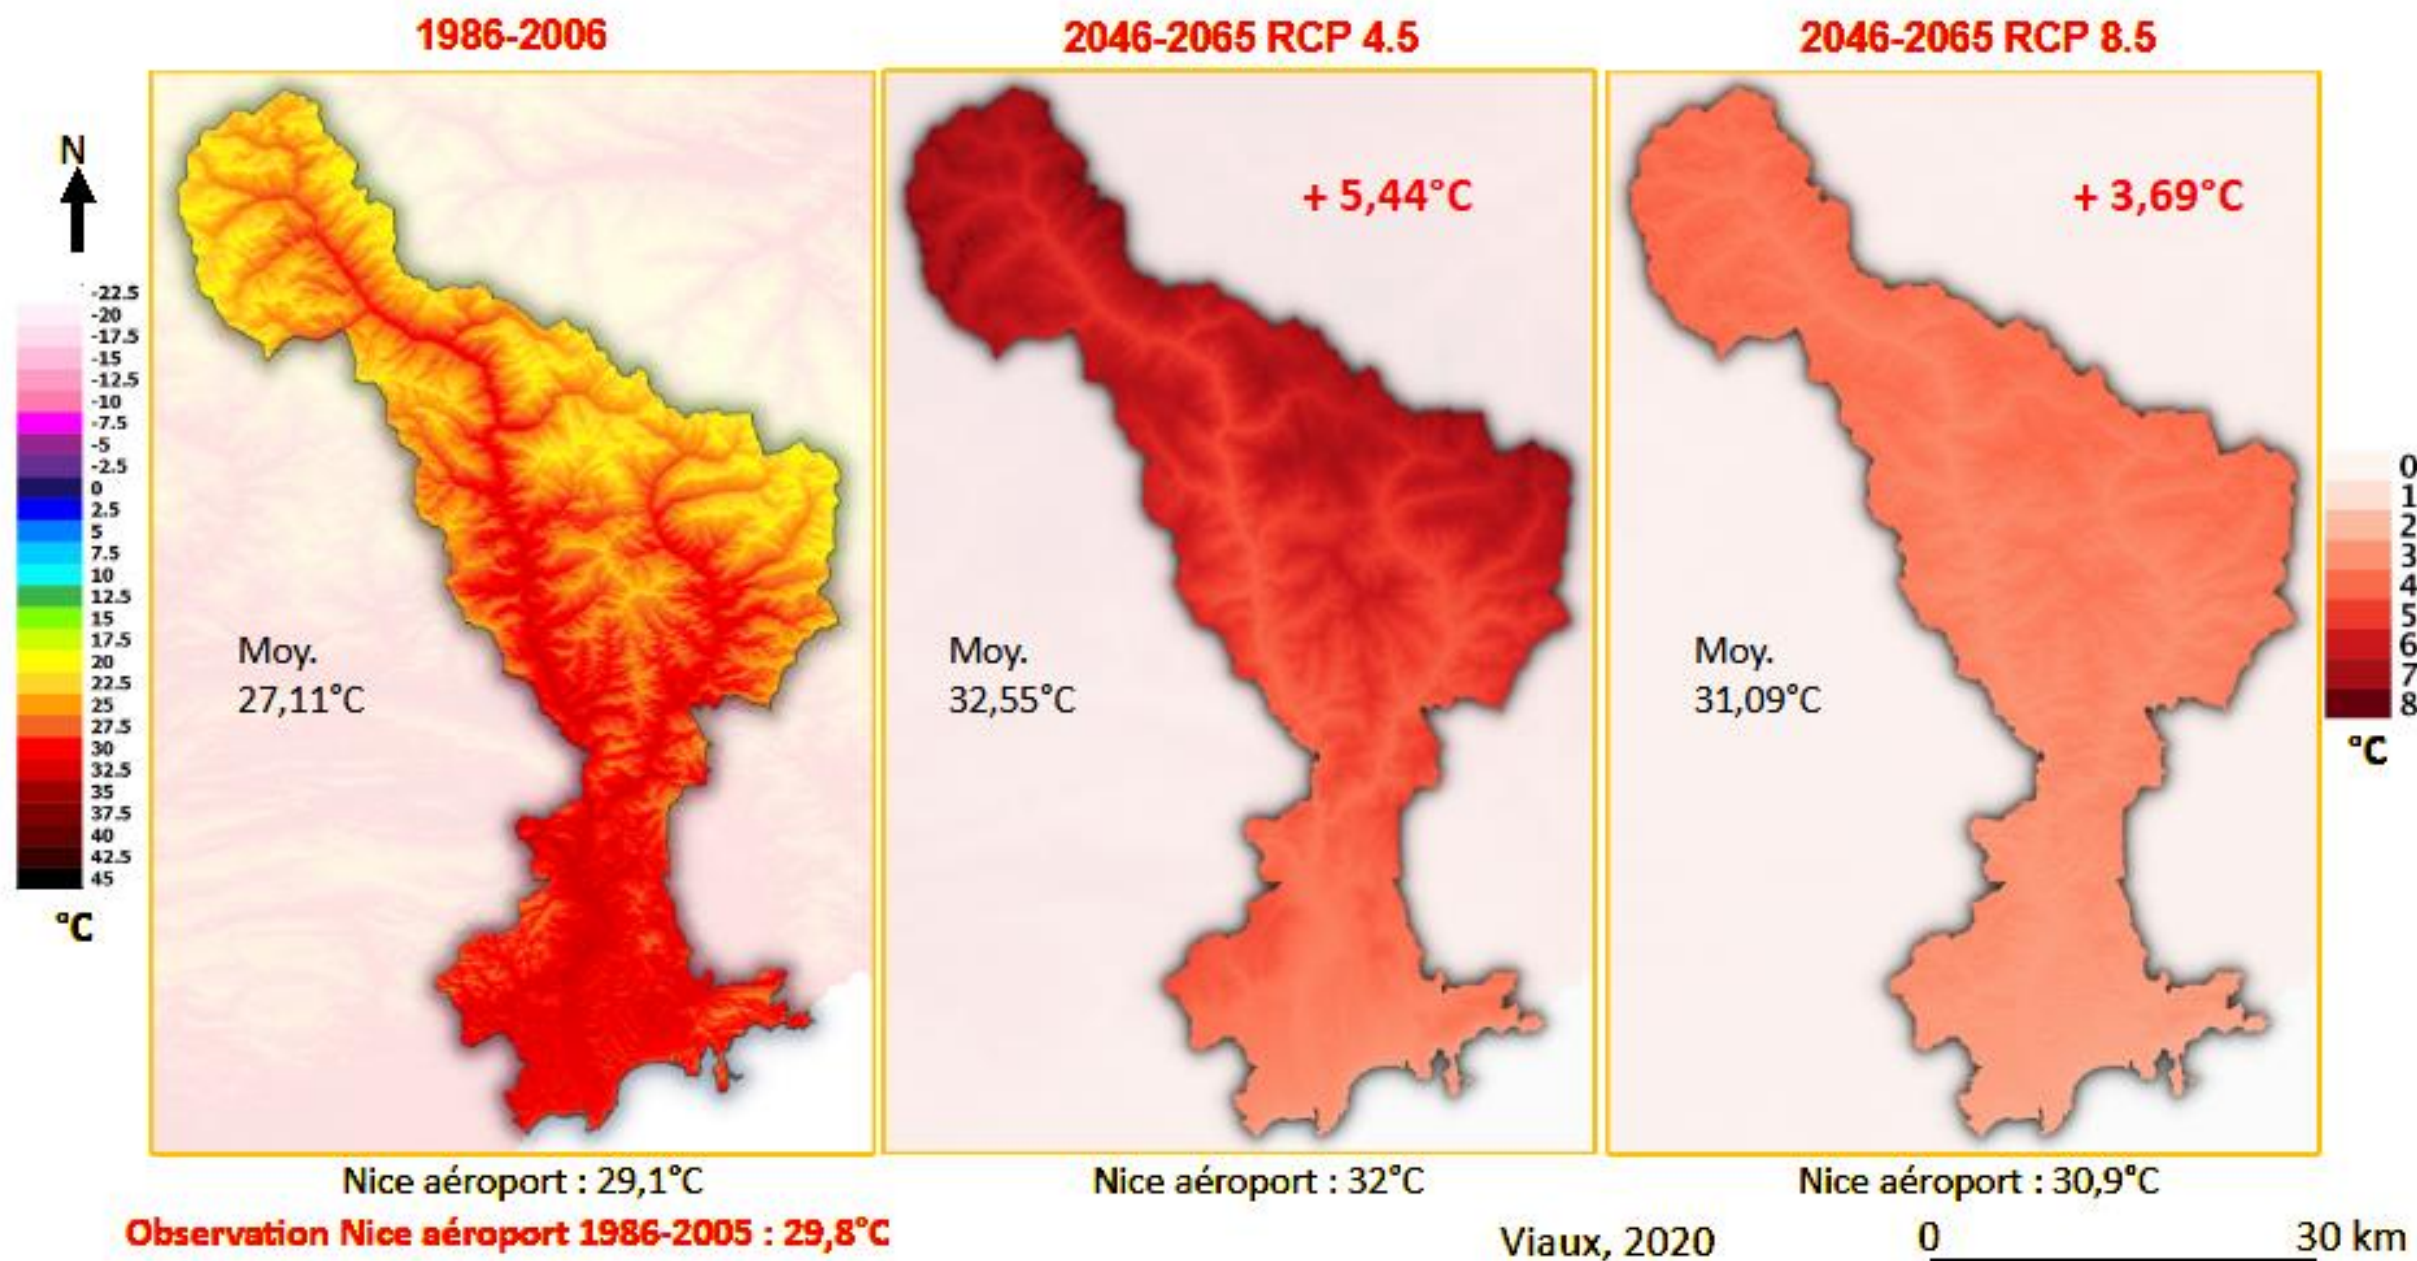 1986-2006
2046-2065 RCP 4.5
2046-2065 RCP 8.5
N
-22.5
-20
-17.5
-15
-12.5
-10
-7.5
-5
-2.5
0
2.5
5
7.5
10
12.5
15
17.5
20
22.5
25
27.5
30
32.5
35
37.5
40
42.5
45
°C
Moy.
27,11°C
+ 5,44°C
Moy.
32,55°C
+ 3,69°C
Moy.
31,09°C
0
1
2
3
4
5
6
7
8
°C
Nice aéroport : 29,1°C
Nice aéroport : 32°C
Nice aéroport : 30,9°C
Observation Nice aéroport 1986-2005 : 29,8°C
Viaux, 2020
0 30 km